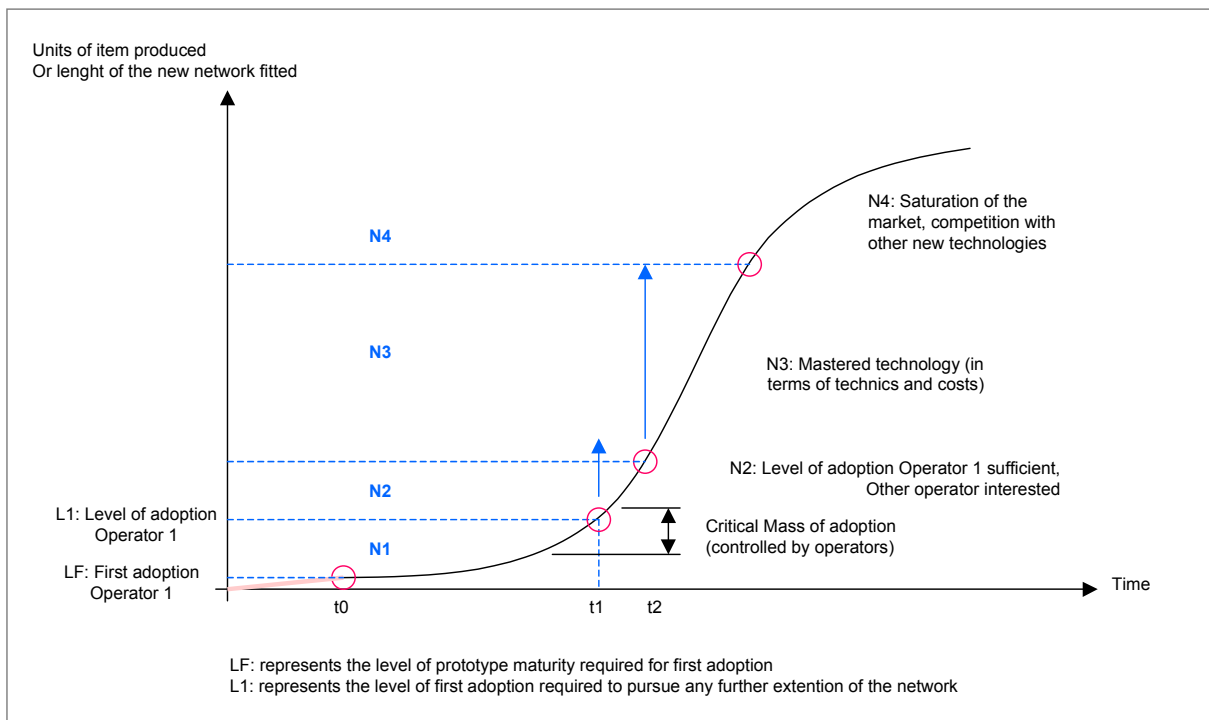 Units of item produced
Or lenght of the new network fitted
N4: Saturation of the
market, competition with
other new technologies
N4
N3
N3: Mastered technology (in
terms of technics and costs)
N2: Level of adoption Operator 1 sufficient,
Other operator interested
N2
L1: Level of adoption
Operator 1
Critical Mass of adoption
(controlled by operators)
N1
LF: First adoption
Operator 1
Time
t0
t1
t2
LF: represents the level of prototype maturity required for first adoption
L1: represents the level of first adoption required to pursue any further extention of the network